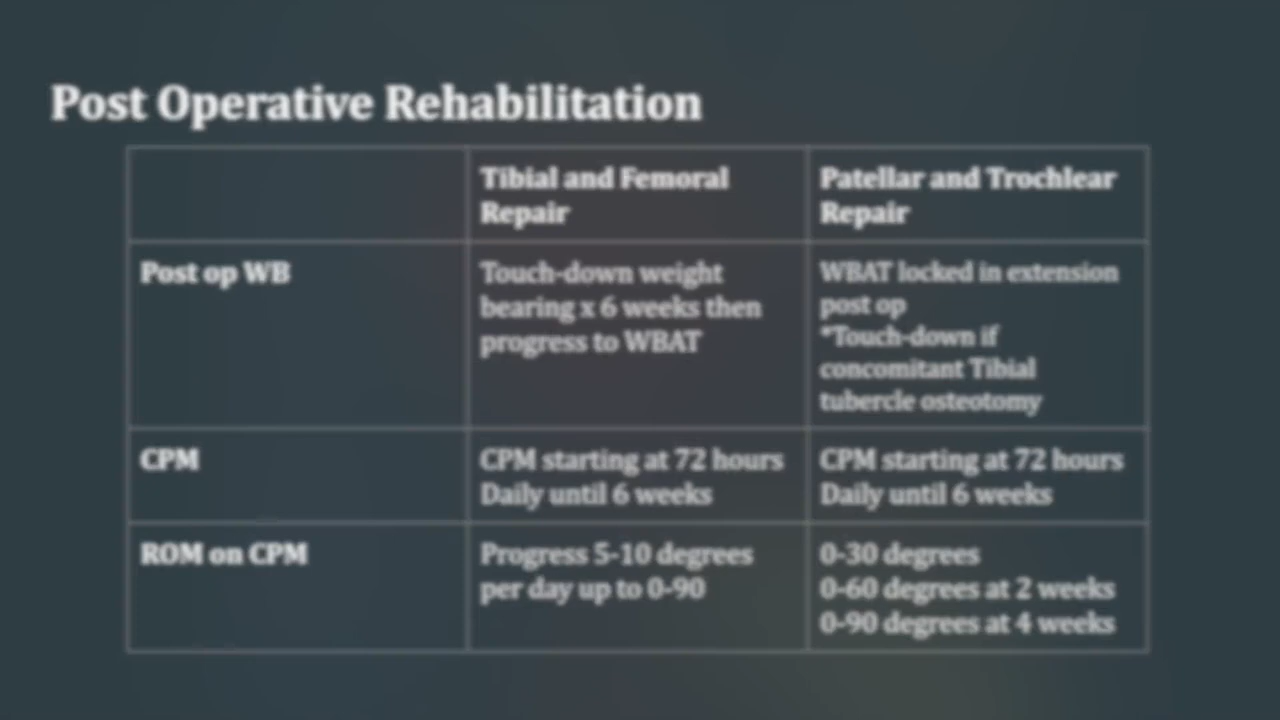 Post Operative Rehabilitation
Tibial and Femoral
Repair
Patellar and Trochlear
Repair
Post op WB
Touch-down weight
bearing x 6 weeks then
progress to WBAT
WBAT locked in extension
post op
*Touch-down if
concomitant Tibial
tubercle osteotomy
CPM
CPM starting at 72 hours
Daily until 6 weeks
CPM starting at 72 hours
Daily until 6 weeks
ROM on CPM
Progress 5-10 degrees
per day up to 0-90
0-30 degrees
0-60 degrees at 2 weeks
0-90 degrees at 4 weeks